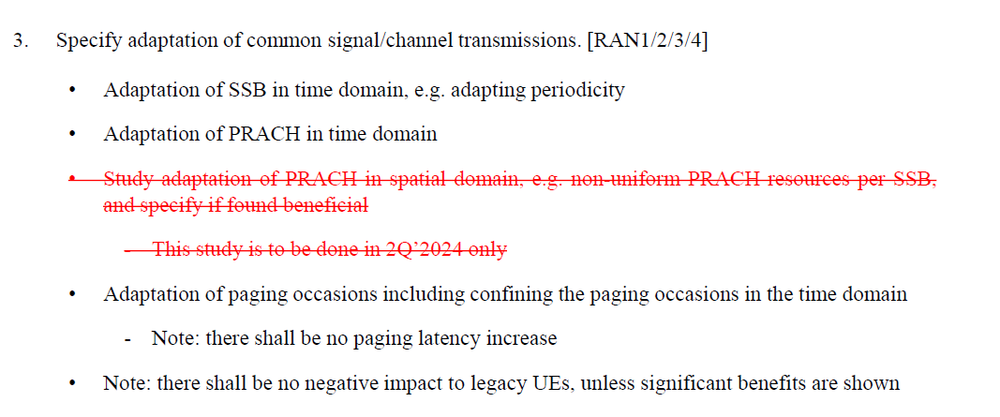 3. Specify adaptation of common signal/channel transmissions. [RAN1/2/3/4]
• Adaptation of SSB in time domain, e.g. adapting periodicity
• Adaptation of PRACH in time domain
• Study adaptation of PRACH in spatial domain, e.g. non-uniform PRACH resources per SSB,
and specify if found beneficial
- This study is to be done in 2Q’2024 only
• Adaptation of paging occasions including confining the paging occasions in the time domain
- Note: there shall be no paging latency increase
• Note: there shall be no negative impact to legacy UEs, unless significant benefits are shown